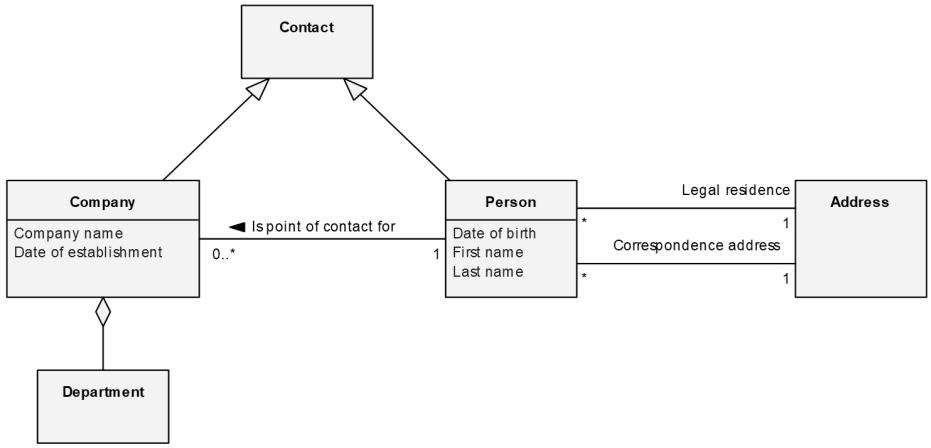 Contact
Company
Company name
Date of establishment
◄ Is point of contact for
0..*
1
Person
Date of birth
First name
Last name
Legal residence
*
1
Correspondence address
*
1
Address
Department